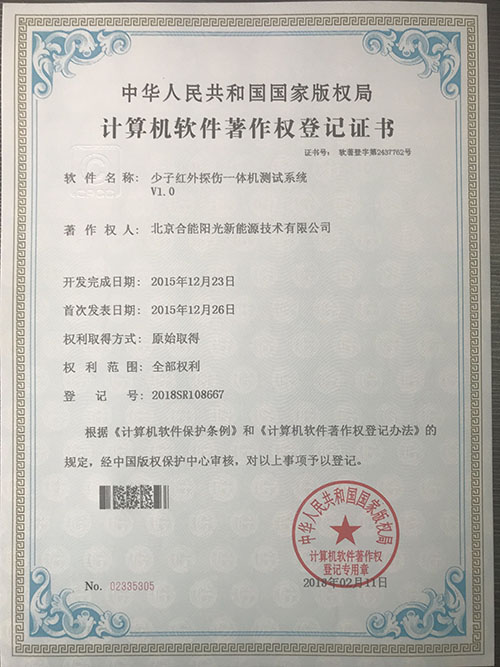 中华人民共和国国家版权局
计算机软件著作权登记证书
证书号： 软著登字第2437762号
软件名称： 少子红外探伤一体机测试系统
V1.0
著作权人： 北京合能阳光新能源技术有限公司
开发完成日期： 2015年12月23日
首次发表日期： 2015年12月26日
权利取得方式： 原始取得
权利范围： 全部权利
登记号： 2018SR108667
根据《计算机软件保护条例》和《计算机软件著作权登记办法》的
规定，经中国版权保护中心审核，对以上事项予以登记。
中华人民共和国国家版权局
计算机软件著作权
登记专用章
2018年02月11日
No. 02335305